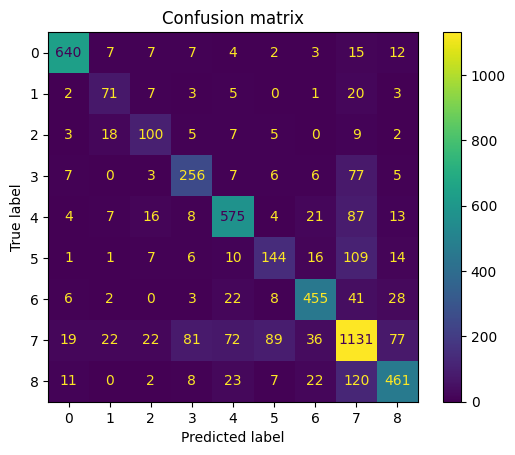 Confusion matrix
0 640 7 7 7 4 2 3 15 12
1 2 71 7 3 5 0 1 20 3
2 3 18 100 5 7 5 0 9 2
3 7 0 3 256 7 6 6 77 5
4 4 7 16 8 575 4 21 87 13
5 1 1 7 6 10 144 16 109 14
6 6 2 0 3 22 8 455 41 28
7 19 22 22 81 72 89 36 1131 77
8 11 0 2 8 23 7 22 120 461
0 1 2 3 4 5 6 7 8
Predicted label
True label
1000
800
600
400
200
0